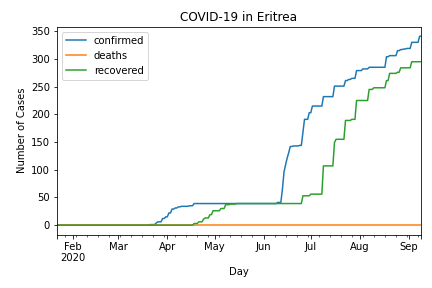 COVID-19 in Eritrea
350
300
250
200
150
100
50
0
Number of Cases
confirmed
deaths
recovered
Feb Mar Apr May Jun Jul Aug Sep
2020
Day